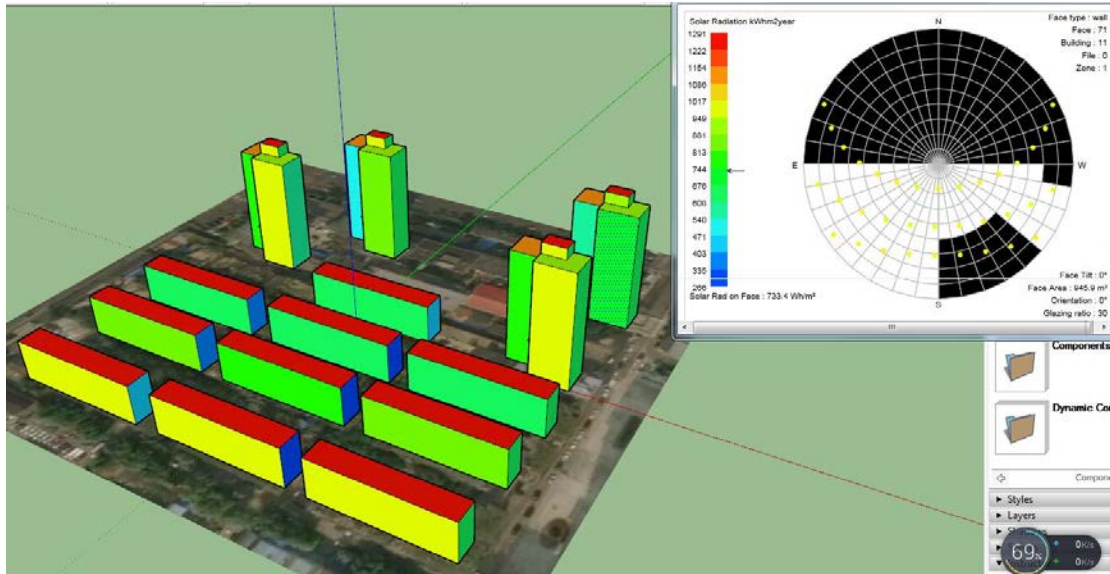 Solar Radiation kWhm2year
1291
1222
1154
1086
1017
949
881
813
744
676
608
540
471
403
335
266
Solar Rad on Face : 733.4 Wh/m²
N
E
W
S
Face type : wall
Face : 71
Building : 11
File : 0
Zone : 1
Face Tilt : 0°
Face Area : 945.9 m²
Orientation : 0°
Glazing ratio : 30
Components
Dynamic Co
Compone
Styles
Layers
69%
0K/s
0K/s